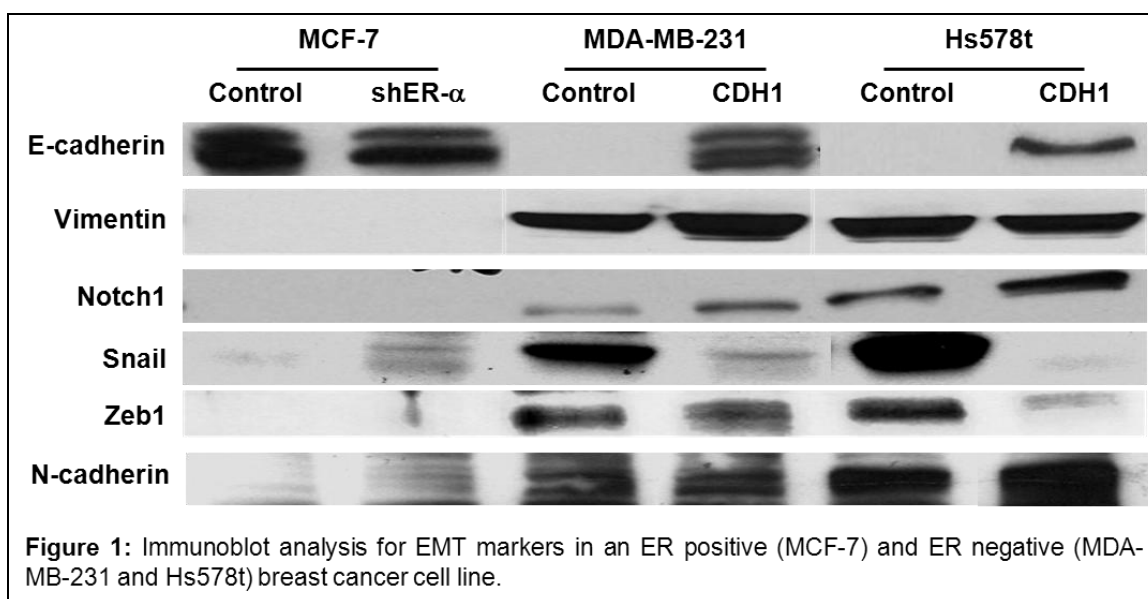 MCF-7 MDA-MB-231 Hs578t
Control shER-α Control CDH1 Control CDH1
E-cadherin
Vimentin
Notch1
Snail
Zeb1
N-cadherin
Figure 1: Immunoblot analysis for EMT markers in an ER positive (MCF-7) and ER negative (MDA-
MB-231 and Hs578t) breast cancer cell line.